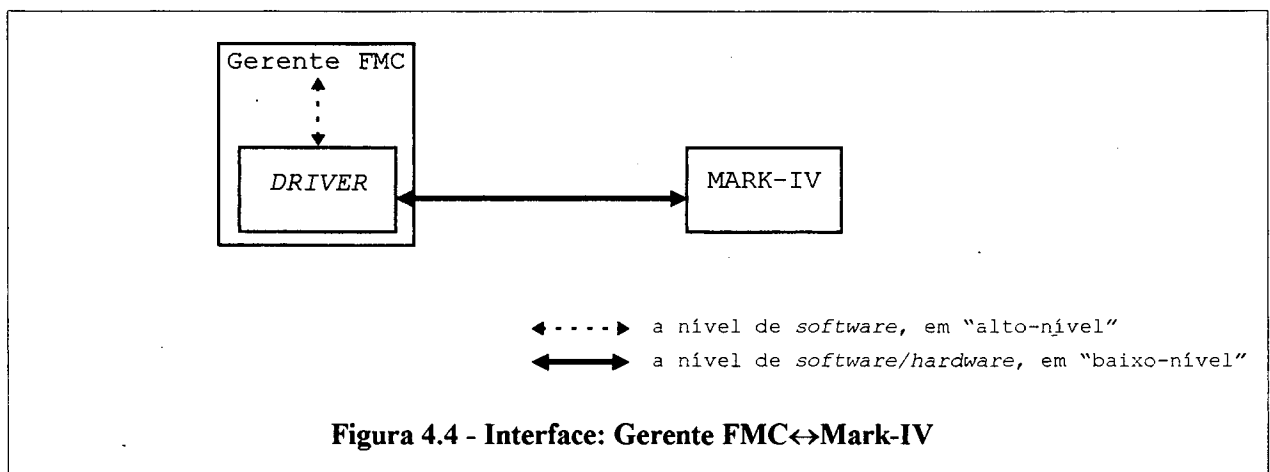 Gerente FMC
DRIVER
MARK-IV
a nível de software, em “alto-nível”
a nível de software/hardware, em “baixo-nível”
Figura 4.4 - Interface: Gerente FMC↔Mark-IV